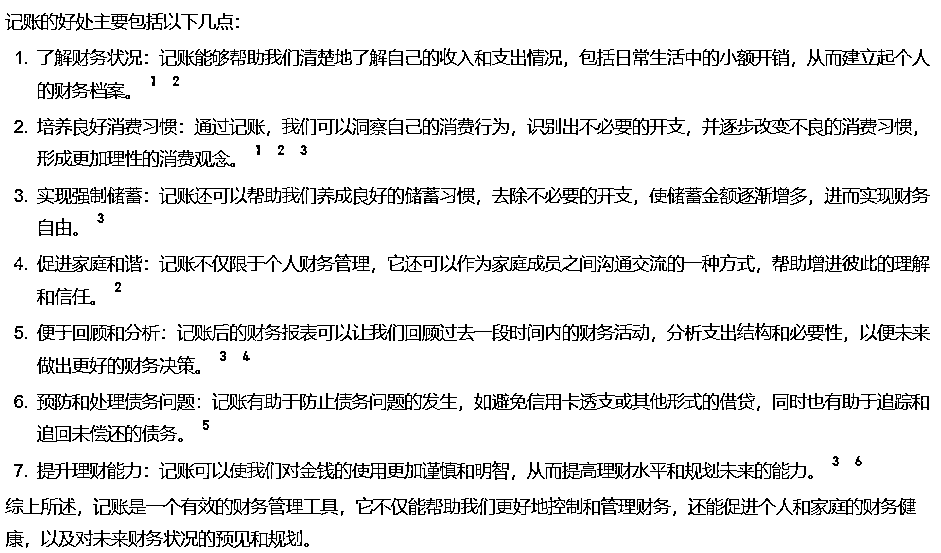 记账的好处主要包括以下几点：
1. 了解财务状况：记账能够帮助我们清楚地了解自己的收入和支出情况，包括日常生活中的小额开销，从而建立起个人
的财务档案。 1 2
2. 培养良好消费习惯：通过记账，我们可以洞察自己的消费行为，识别出不必要的开支，并逐步改变不良的消费习惯，
形成更加理性的消费观念。 1 2 3
3. 实现强制储蓄：记账还可以帮助我们养成良好的储蓄习惯，去除不必要的开支，使储蓄金额逐渐增多，进而实现财务
自由。 3
4. 促进家庭和谐：记账不仅限于个人财务管理，它还可以作为家庭成员之间沟通交流的一种方式，帮助增进彼此的理解
和信任。 2
5. 便于回顾和分析：记账后的财务报表可以让我们回顾过去一段时间内的财务活动，分析支出结构和必要性，以便未来
做出更好的财务决策。 3 4
6. 预防和处理债务问题：记账有助于防止债务问题的发生，如避免信用卡透支或其他形式的借贷，同时也有助于追踪和
追回未偿还的债务。 5
7. 提升理财能力：记账可以使我们对金钱的使用更加谨慎和明智，从而提高理财水平和规划未来的能力。 3 6
综上所述，记账是一个有效的财务管理工具，它不仅能帮助我们更好地控制和管理财务，还能促进个人和家庭的财务健
康，以及对未来财务状况的预见和规划。